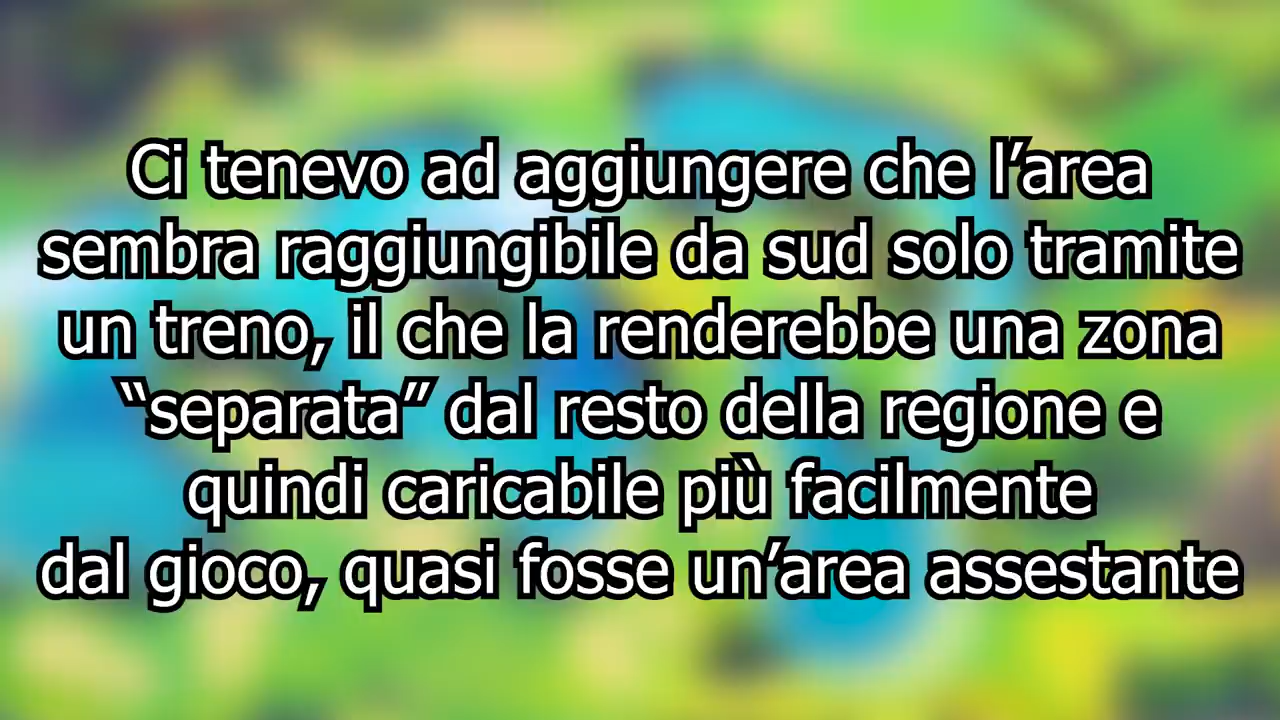 Ci tenevo ad aggiungere che l’area
sembra raggiungibile da sud solo tramite
un treno, il che la renderebbe una zona
“separata” dal resto della regione e
quindi caricabile più facilmente
dal gioco, quasi fosse un’area assestante